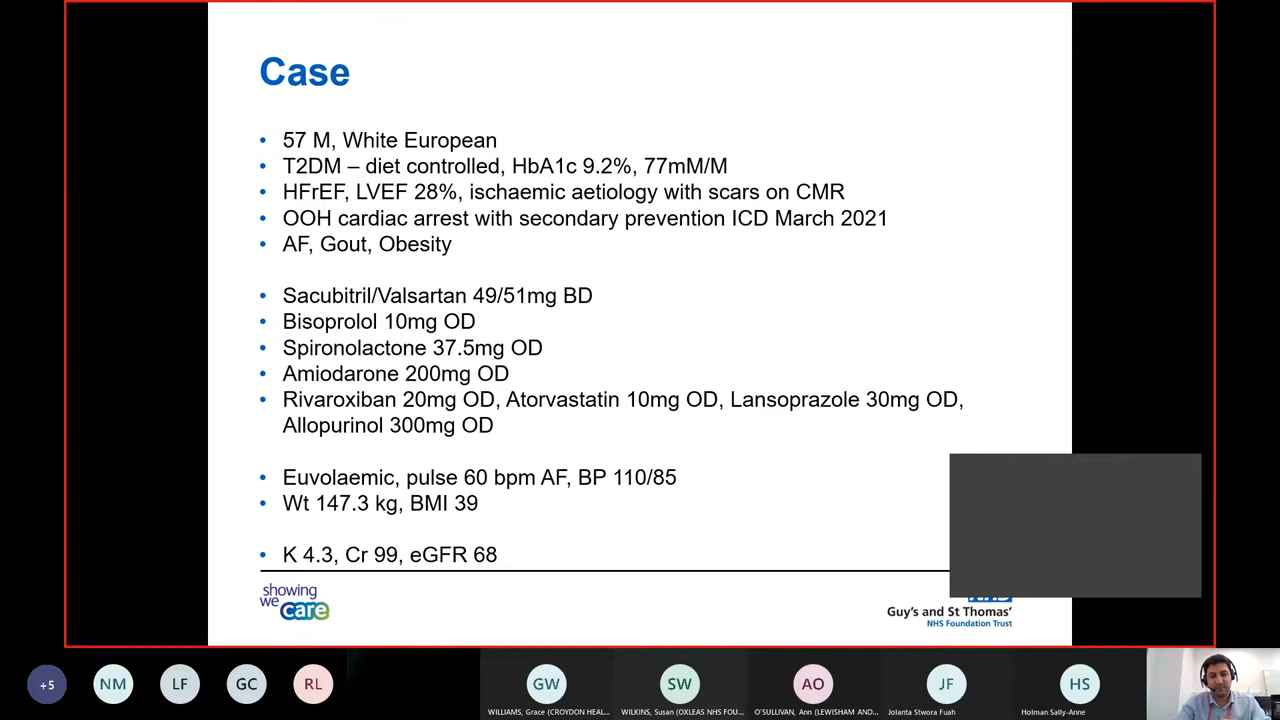 Case
• 57 M, White European
• T2DM – diet controlled, HbA1c 9.2%, 77mM/M
• HFrEF, LVEF 28%, ischaemic aetiology with scars on CMR
• OOH cardiac arrest with secondary prevention ICD March 2021
• AF, Gout, Obesity
• Sacubitril/Valsartan 49/51mg BD
• Bisoprolol 10mg OD
• Spironolactone 37.5mg OD
• Amiodarone 200mg OD
• Rivaroxiban 20mg OD, Atorvastatin 10mg OD, Lansoprazole 30mg OD,
Allopurinol 300mg OD
• Euvolaemic, pulse 60 bpm AF, BP 110/85
• Wt 147.3 kg, BMI 39
• K 4.3, Cr 99, eGFR 68
showing
we care
NHS
Guy's and St Thomas'
NHS Foundation Trust
+5 NM LF GC RL GW SW AO JF HS
WILLIAMS, Grace (CROYDON HEAL... WILKINS, Susan (OXLEAS NHS FOU... O'SULLIVAN, Ann (LEWISHAM AND... Jolanta Stwora Fuah Holman Sally-Anne